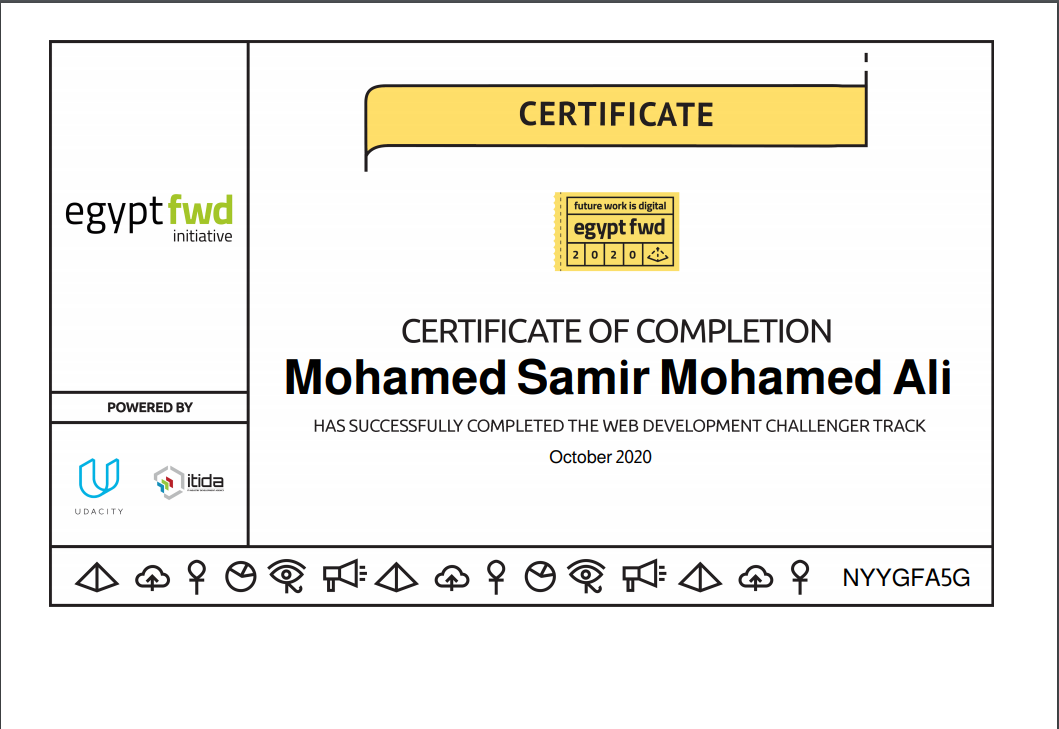 CERTIFICATE
egypt fwd
initiative
future work is digital
egypt fwd
2 0 2 0
CERTIFICATE OF COMPLETION
Mohamed Samir Mohamed Ali
HAS SUCCESSFULLY COMPLETED THE WEB DEVELOPMENT CHALLENGER TRACK
October 2020
POWERED BY
UDACITY
itida
NYYGFA5G